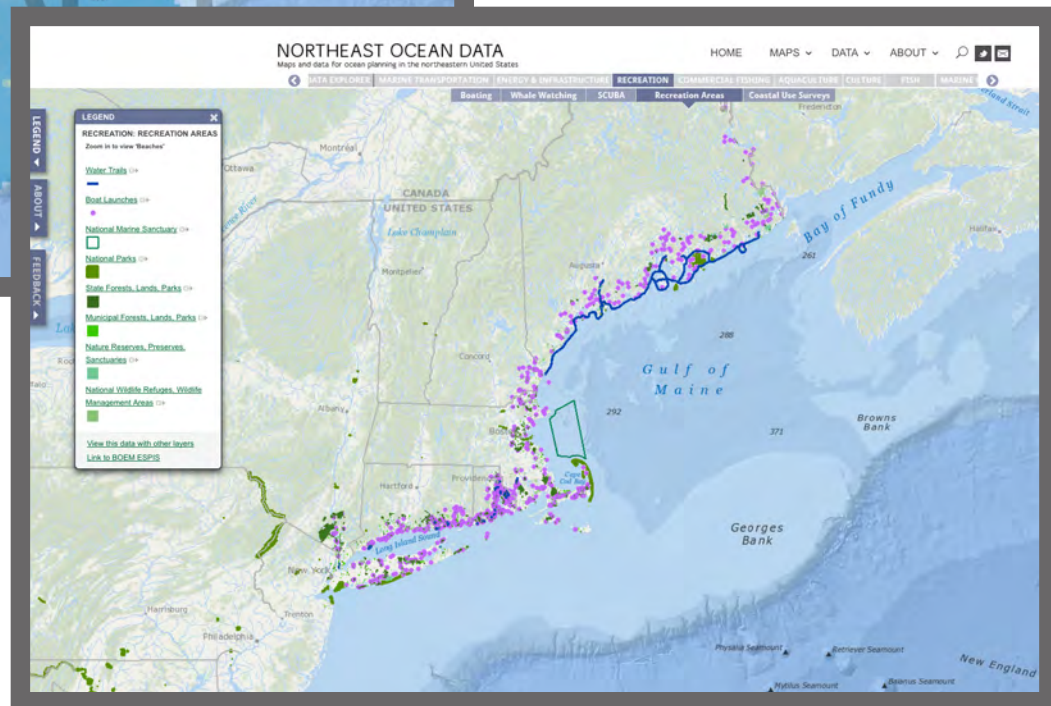 NORTHEAST OCEAN DATA
Maps and data for ocean planning in the northeastern United States
HOME MAPS DATA ABOUT
DATA EXPLORER MARINE TRANSPORTATION ENERGY & INFRASTRUCTURE RECREATION COMMERCIAL FISHING AQUACULTURE CULTURE FISH MARINE
Boating Whale Watching SCUBA Recreation Areas Coastal Use Surveys
LEGEND
ABOUT
FEEDBACK
LEGEND
RECREATION: RECREATION AREAS
Zoom in to view 'Beaches'
Water Trails
Boat Launches
National Marine Sanctuary
National Parks
State Forests, Lands, Parks
Municipal Forests, Lands, Parks
Nature Reserves, Preserves,
Sanctuaries
National Wildlife Refuges, Wildlife
Management Areas
View this data with other layers
Link to BOEM ESPIS
Fredericton
Montréal
Ottawa
CANADA
UNITED STATES
Lake Champlain
Bay of Fundy
Halifax
261
Montpelier
Augusta
288
Concord
Gulf of
Maine
292
371
Browns
Bank
Albany
Cape
Cod Bay
Hartford
Providence
Long Island Sound
Georges
Bank
New York
Harrisburg
Trenton
Philadelphia
Physalia Seamount
Retriever Seamount
New England
Mytilus Seamount
Balanus Seamount